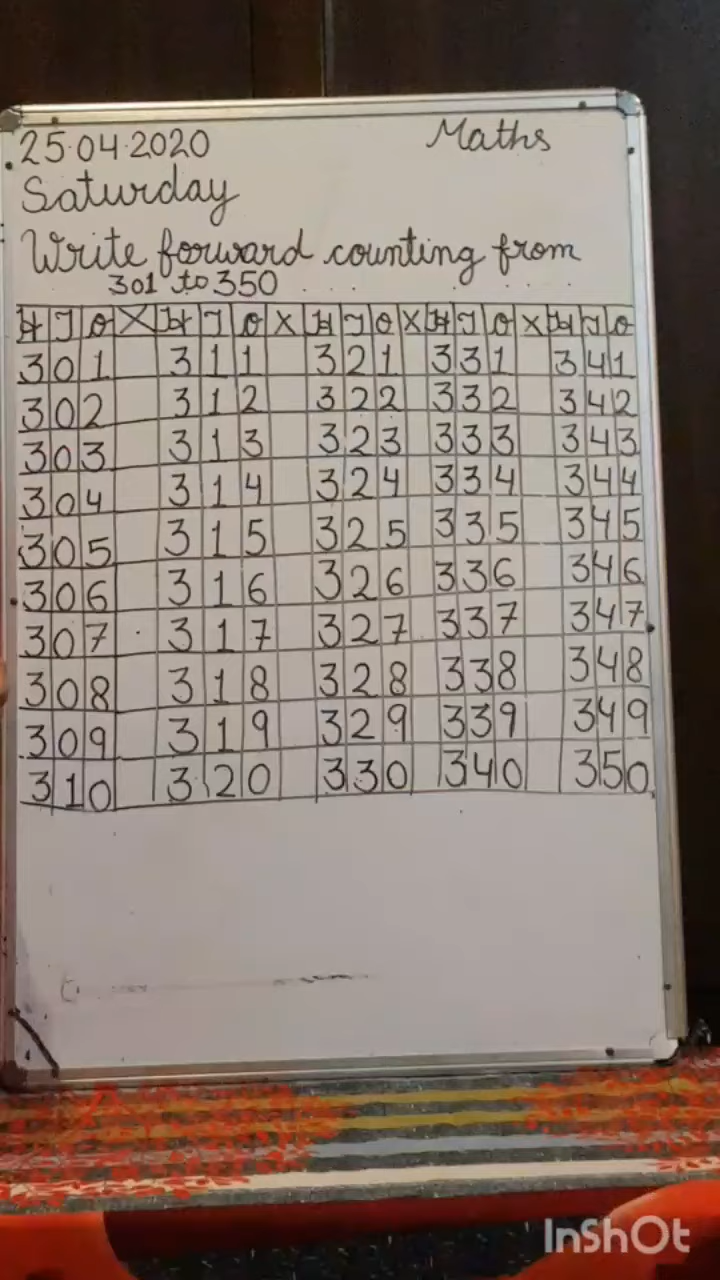 25.04.2020 Maths
Saturday
Write forward counting from
301 to 350
H T O X H T O X H T O X H T O X H T O
301 311 321 331 341
302 312 322 332 342
303 313 323 333 343
304 314 324 334 344
305 315 325 335 345
306 316 326 336 346
307 317 327 337 347
308 318 328 338 348
309 319 329 339 349
310 320 330 340 350
InShOt